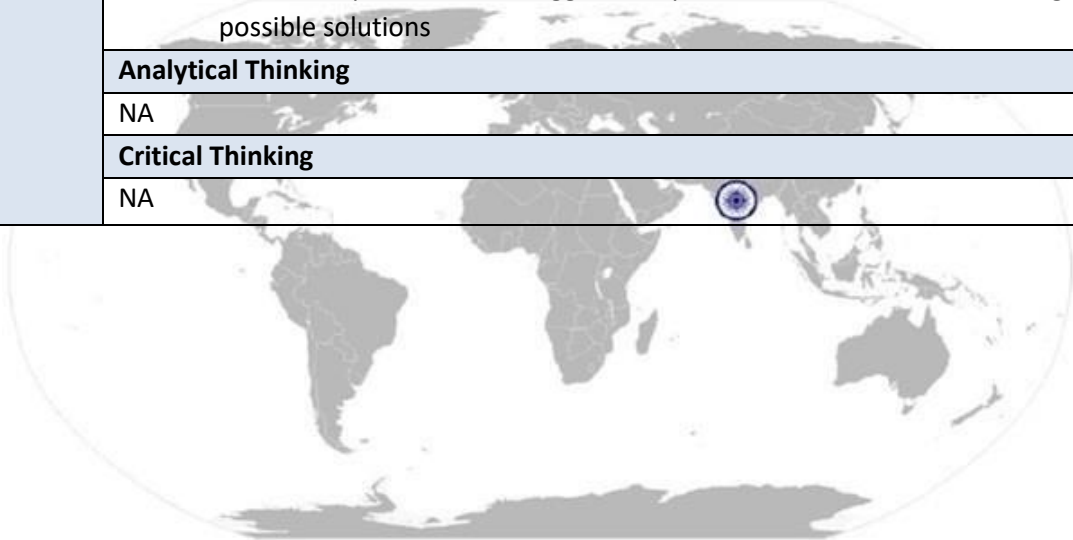 possible solutions
Analytical Thinking
NA
Critical Thinking
NA